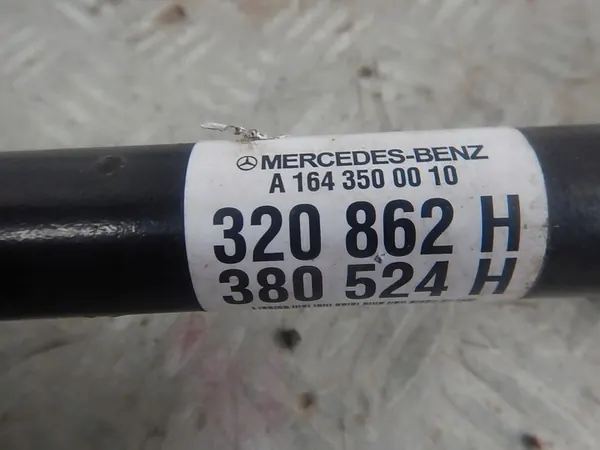 MERCEDES-BENZ
A 164 350 00 10
320 862 H
380 524 H